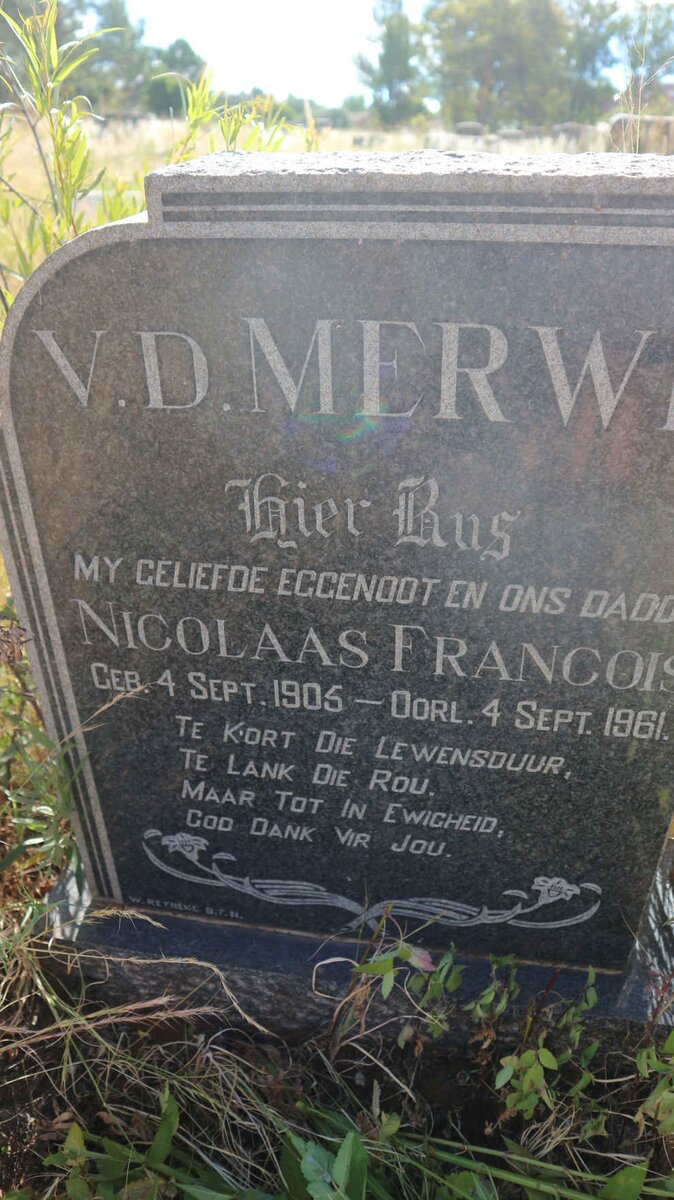 V.D.MERWE
Hier Rus
MY GELIEFDE EGGENOOT EN ONS DADD
NICOLAAS FRANCOIS
GEB. 4 SEPT. 1905 — OORL. 4 SEPT. 1961.
TE KORT DIE LEWENSDUUR,
TE LANK DIE ROU.
MAAR TOT IN EWIGHEID,
GOD DANK VIR JOU.
W. REYNEKE B.F.N.